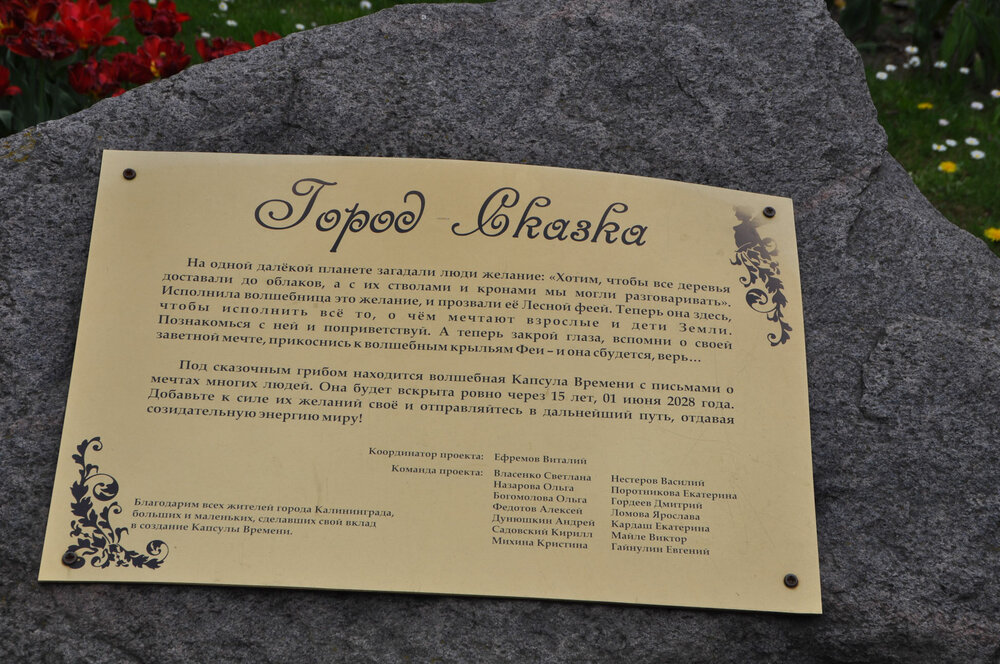 Город Сказка
На одной далёкой планете загадали люди желание: «Хотим, чтобы все деревья
доставали до облаков, а с их стволами и кронами мы могли разговаривать».
Исполнила волшебница это желание, и прозвали её Лесной феей. Теперь она здесь,
чтобы исполнить всё то, о чём мечтают взрослые и дети Земли.
Познакомься с ней и поприветствуй. А теперь закрой глаза, вспомни о своей
заветной мечте, прикоснись к волшебным крыльям Феи – и она сбудется, верь...
Под сказочным грибом находится волшебная Капсула Времени с письмами о
мечтах многих людей. Она будет вскрыта ровно через 15 лет, 01 июня 2028 года.
Добавьте к силе их желаний своё и отправляйтесь в дальнейший путь, отдавая
созидательную энергию миру!
Координатор проекта: Ефремов Виталий
Команда проекта: Власенко Светлана Нестеров Василий
Назарова Ольга Поротникова Екатерина
Богомолова Ольга Гордеев Дмитрий
Федотов Алексей Ломова Ярослава
Дунюшкин Андрей Кардаш Екатерина
Садовский Кирилл Майле Виктор
Михина Кристина Гайнулин Евгений
Благодарим всех жителей города Калининграда,
больших и маленьких, сделавших свой вклад
в создание Капсулы Времени.